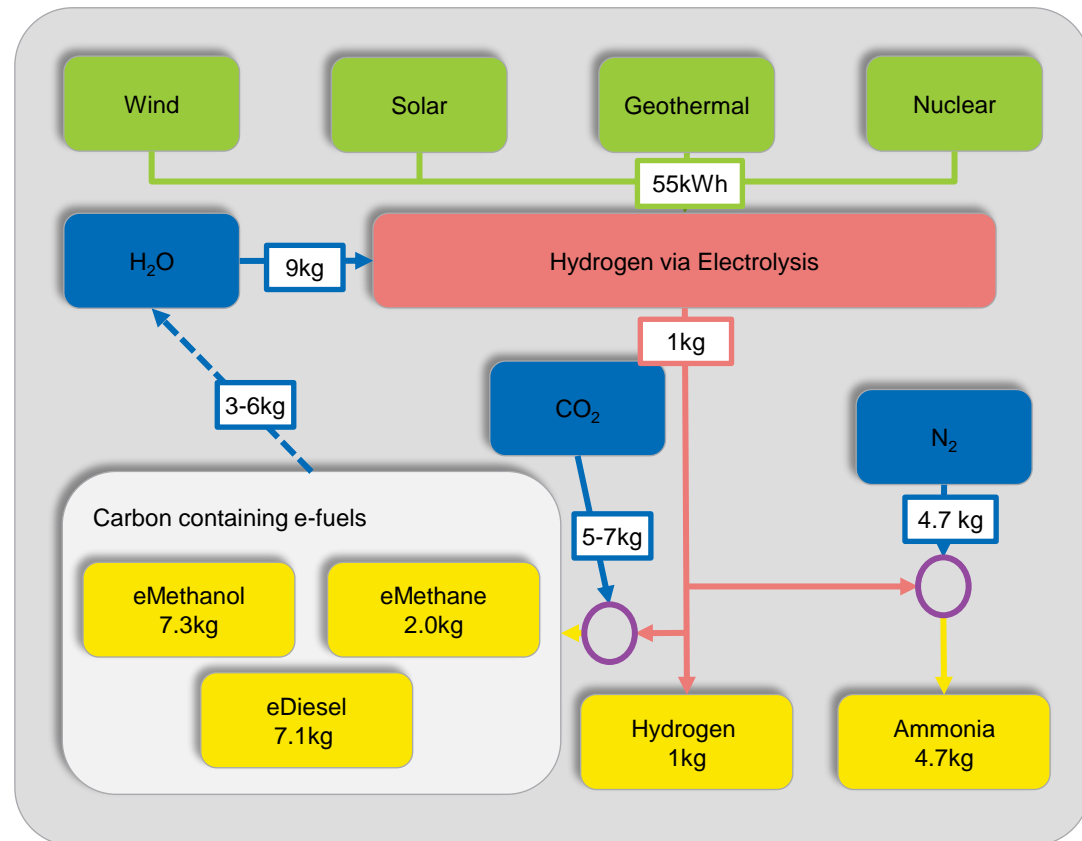 Wind
Solar
Geothermal
Nuclear
55kWh
H₂O
9kg
Hydrogen via Electrolysis
1kg
3-6kg
CO₂
N₂
5-7kg
4.7 kg
Carbon containing e-fuels
eMethanol
7.3kg
eMethane
2.0kg
eDiesel
7.1kg
Hydrogen
1kg
Ammonia
4.7kg